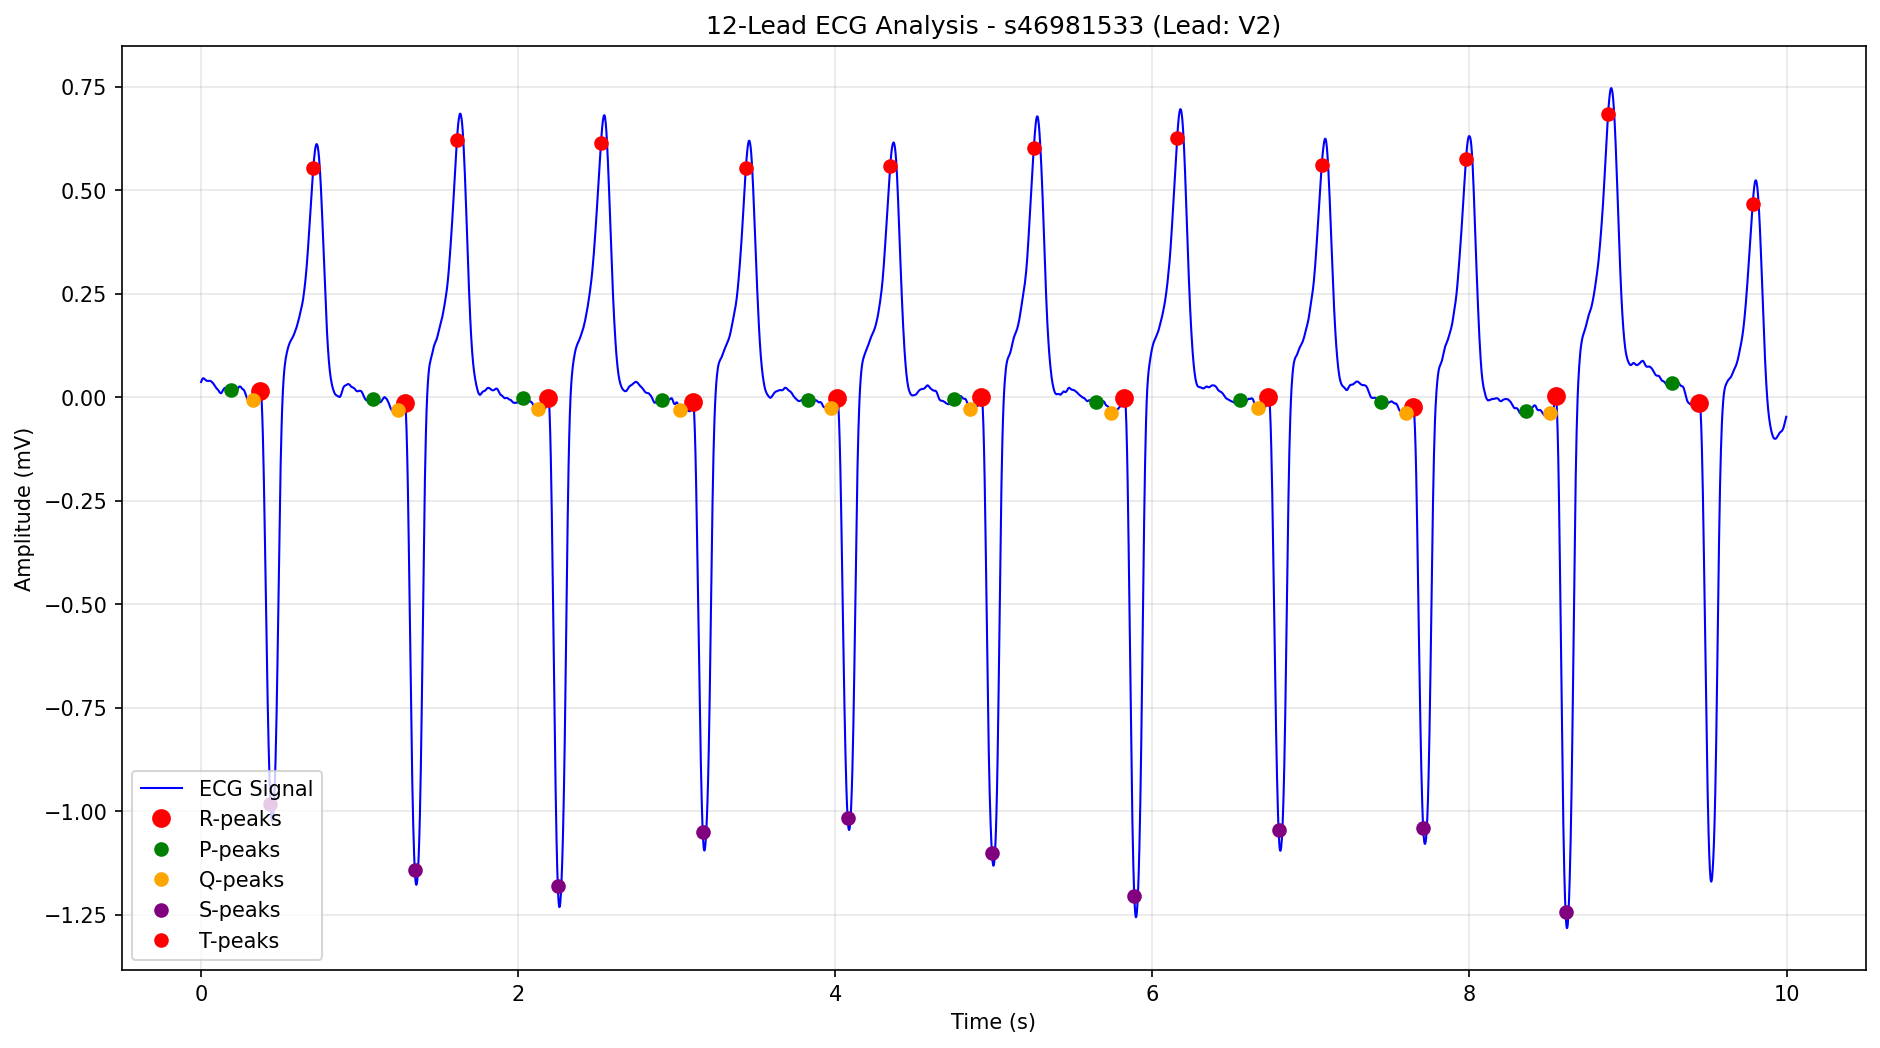 12-Lead ECG Analysis - s46981533 (Lead: V2)
Amplitude (mV)
0.75
0.50
0.25
0.00
−0.25
−0.50
−0.75
−1.00
−1.25
ECG Signal
R-peaks
P-peaks
Q-peaks
S-peaks
T-peaks
0 2 4 6 8 10
Time (s)